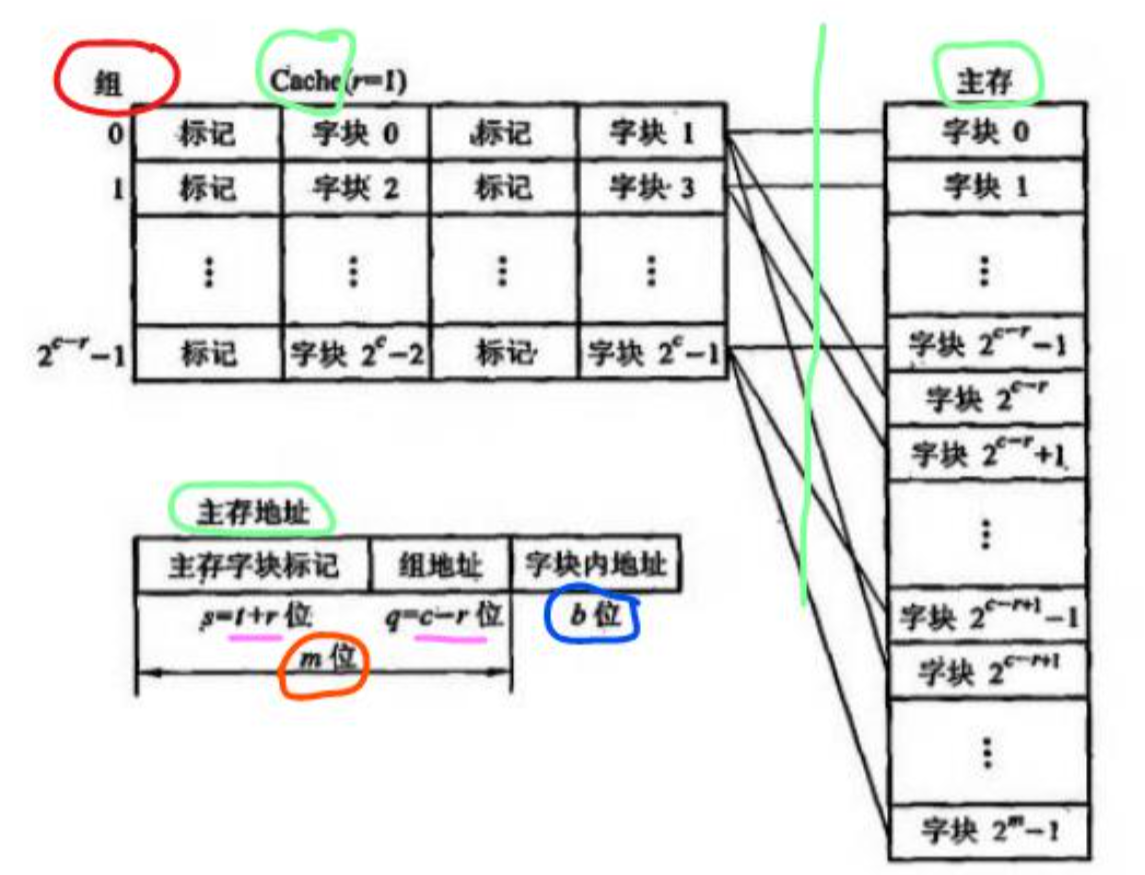 组 Cache(r=1) 主存
0 标记 字块 0 标记 字块 1 字块 0
1 标记 字块 2 标记 字块 3 字块 1
⋮ ⋮ ⋮ ⋮ ⋮
2^{c-r}-1 标记 字块 2^c-2 标记 字块 2^c-1 字块 2^{c-r}-1
字块 2^{c-r}
字块 2^{c-r}+1
⋮
字块 2^{c-r+1}-1
字块 2^{c-r+1}
⋮
字块 2^m-1
主存地址
主存字块标记 组地址 字块内地址
s=t+r 位 q=c-r 位 b 位
m 位